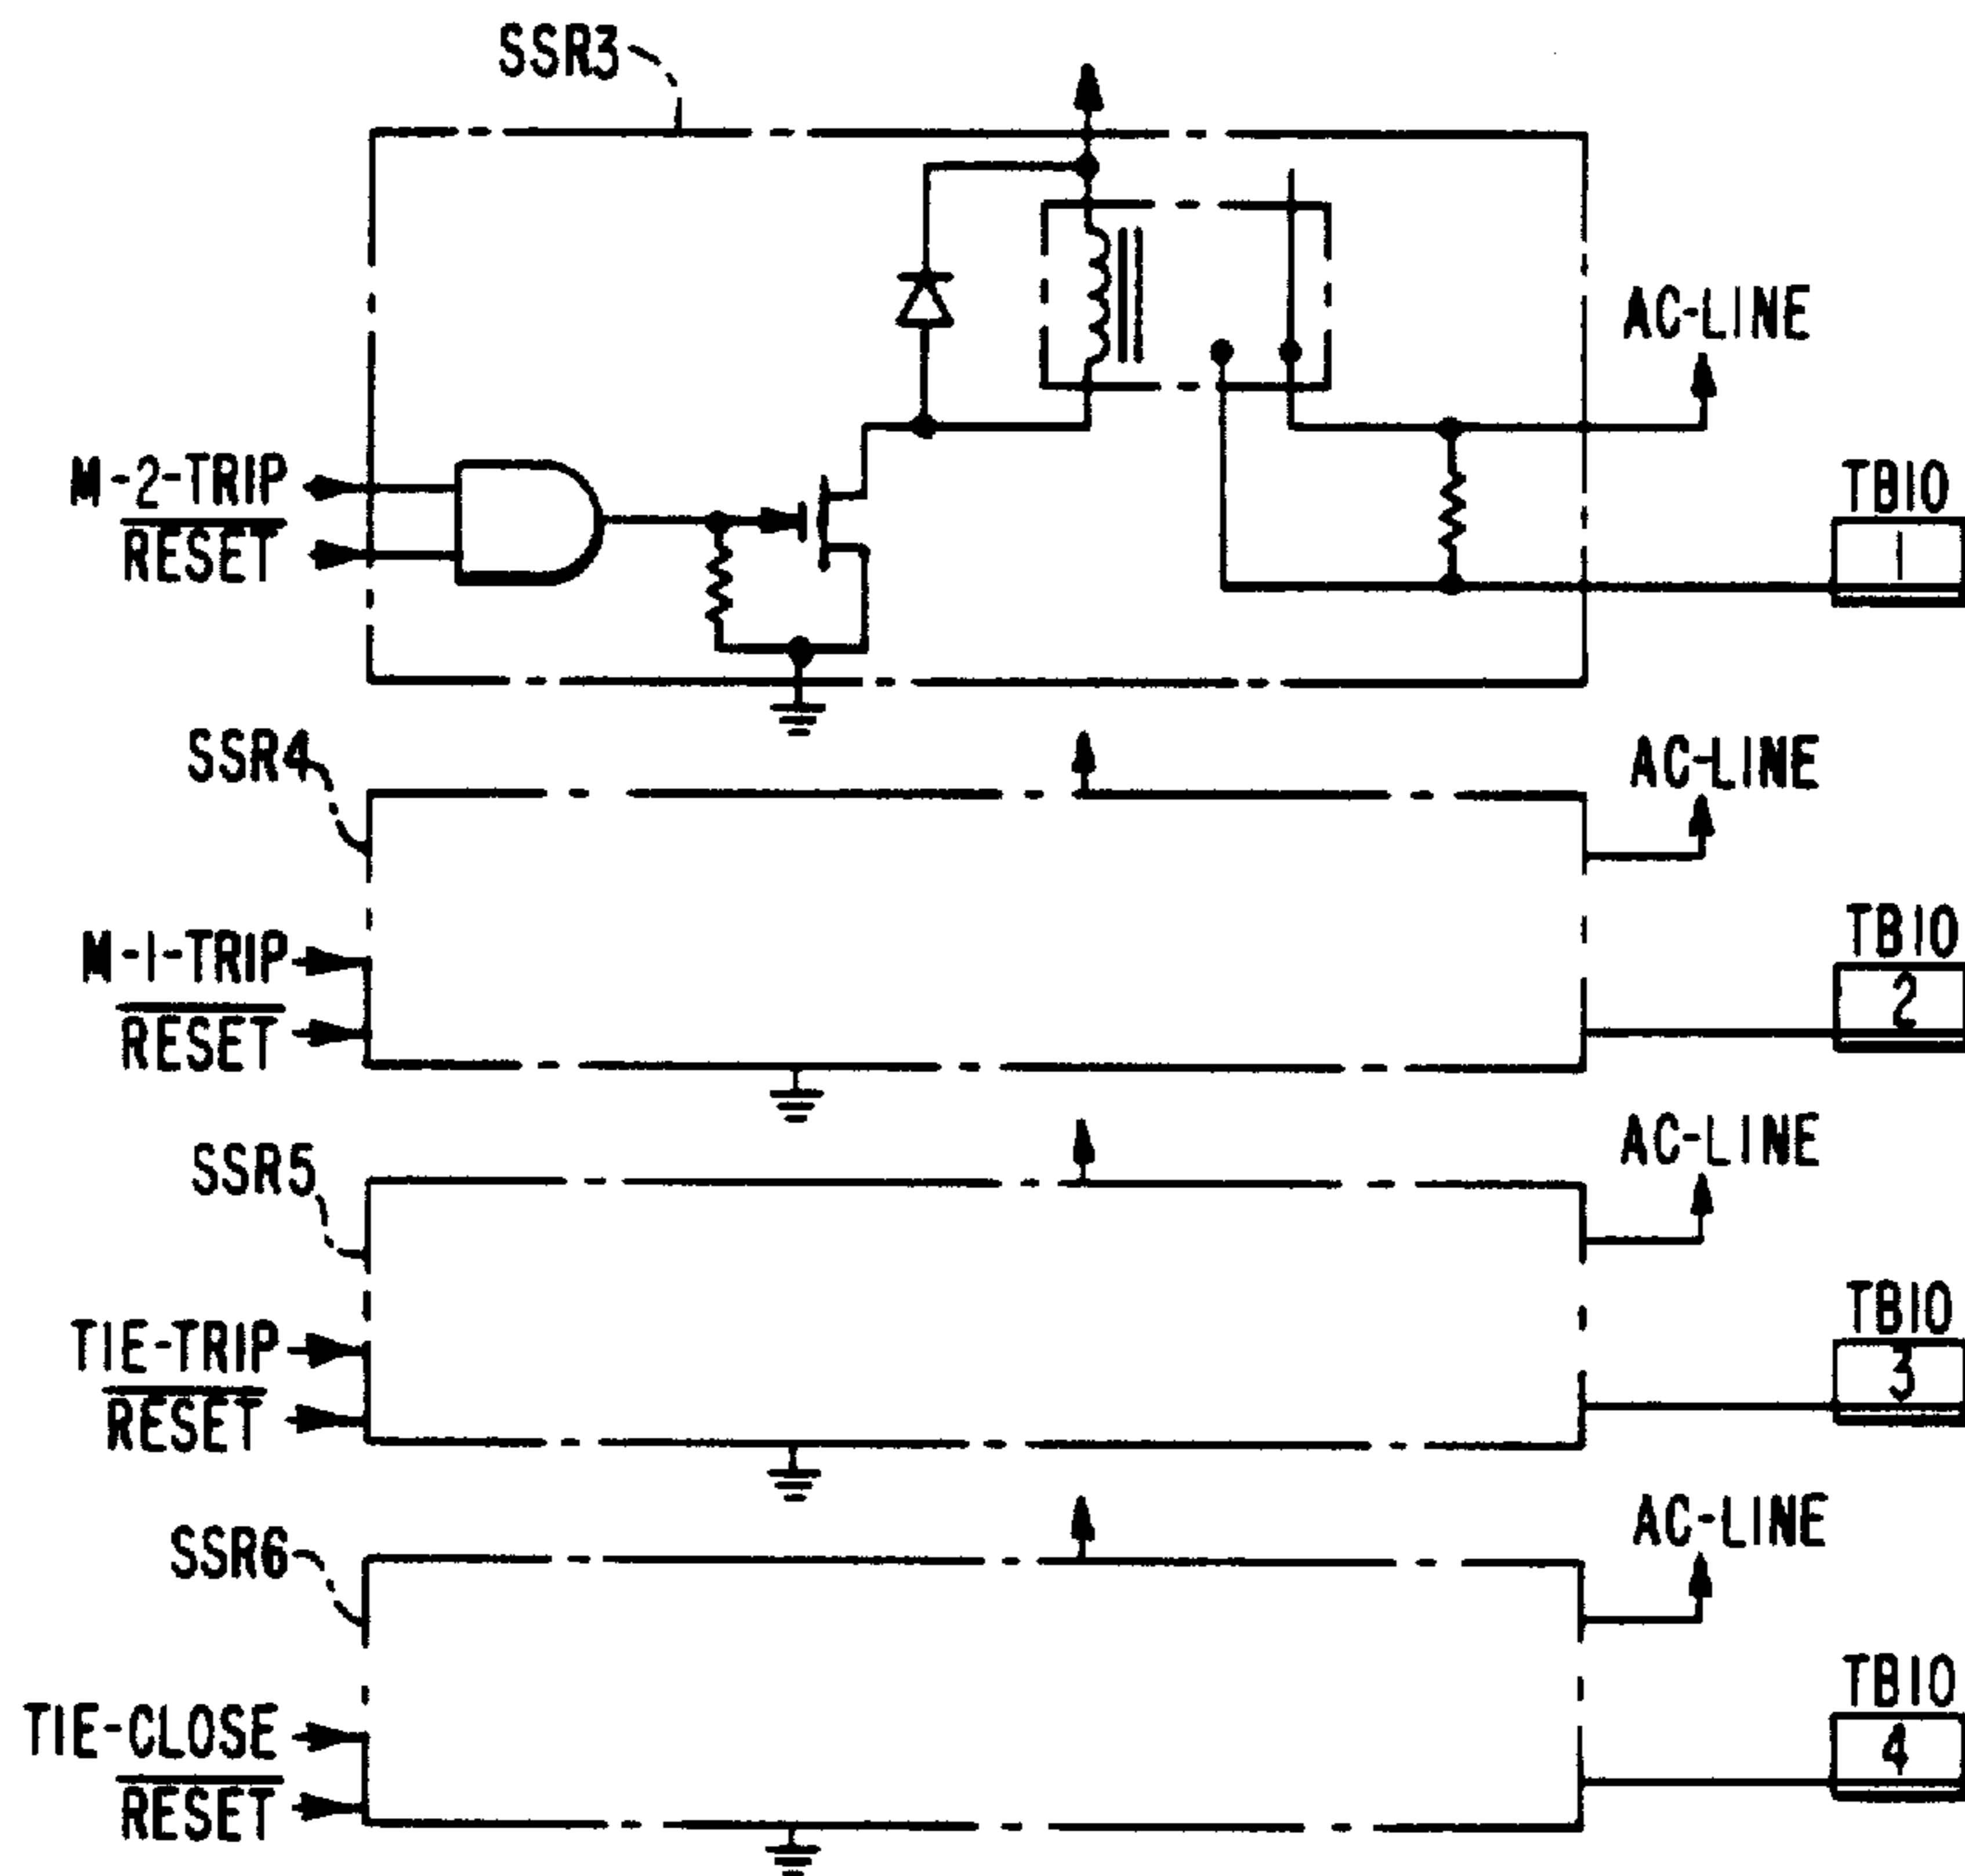 SSR3
AC-LINE
M-2-TRIP
RESET
TB10
1
SSR4
AC-LINE
M-1-TRIP
RESET
TB10
2
SSR5
AC-LINE
TIE-TRIP
RESET
TB10
3
SSR6
AC-LINE
TIE-CLOSE
RESET
TB10
4